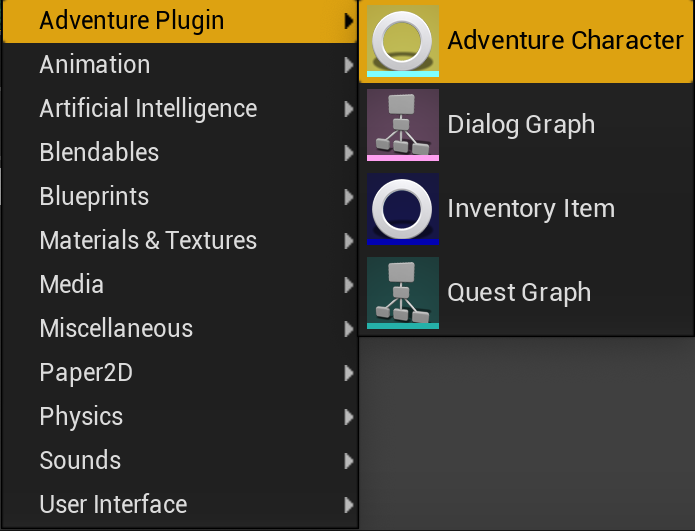 Adventure Plugin
Animation
Artificial Intelligence
Blendables
Blueprints
Materials & Textures
Media
Miscellaneous
Paper2D
Physics
Sounds
User Interface
Adventure Character
Dialog Graph
Inventory Item
Quest Graph